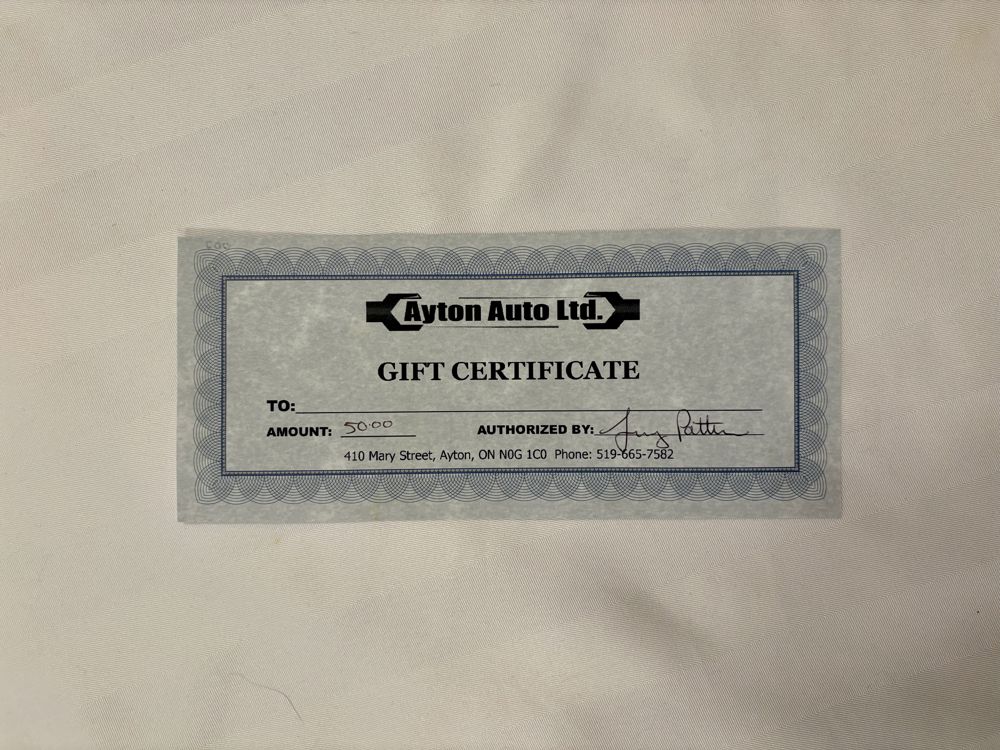 Ayton Auto Ltd.
GIFT CERTIFICATE
TO:
AMOUNT: 50.00 AUTHORIZED BY:
410 Mary Street, Ayton, ON N0G 1C0 Phone: 519-665-7582